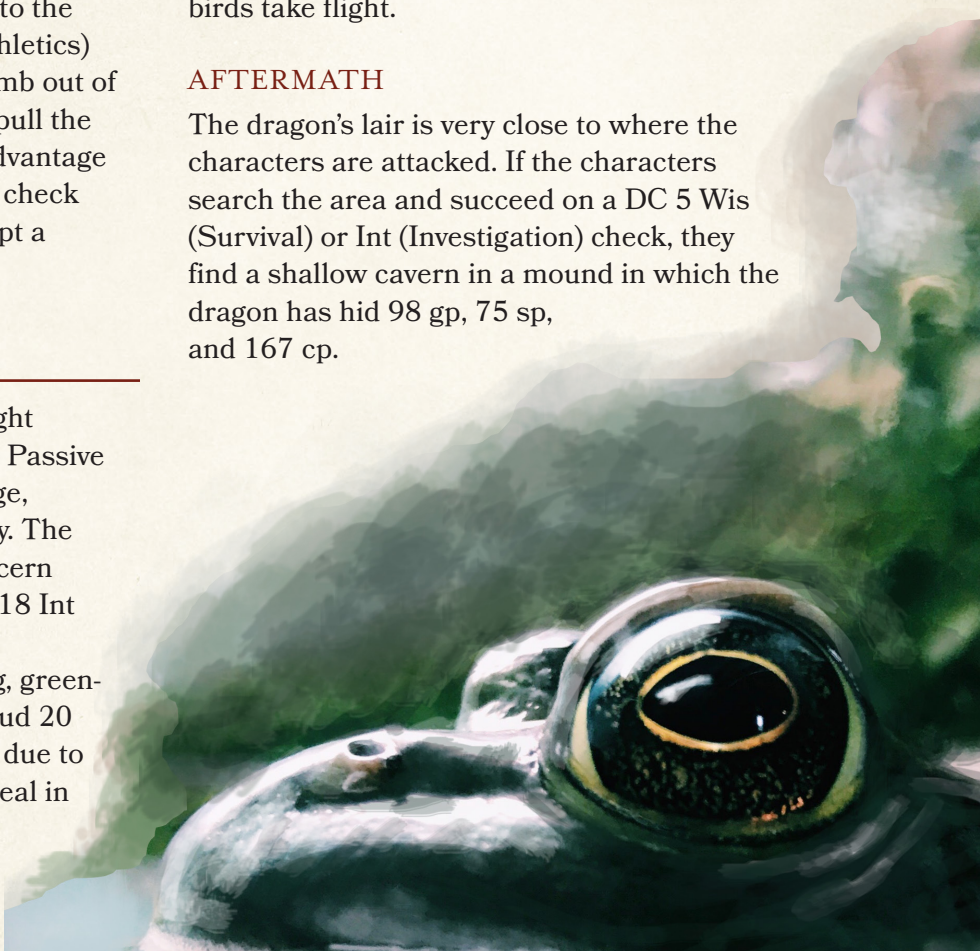 to the
hletics)
mb out of
pull the
dvantage
check
pt a
ght
Passive
ge,
y. The
cern
18 Int
g, green-
ud 20
due to
eal in
birds take flight.
AFTERMATH
The dragon's lair is very close to where the
characters are attacked. If the characters
search the area and succeed on a DC 5 Wis
(Survival) or Int (Investigation) check, they
find a shallow cavern in a mound in which the
dragon has hid 98 gp, 75 sp,
and 167 cp.